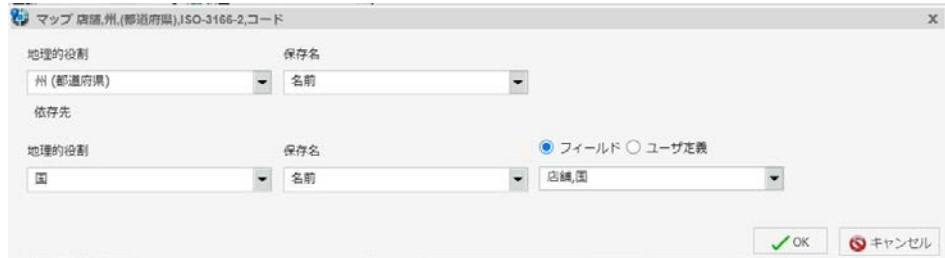 マップ 店舗,州,(都道府県),ISO-3166-2,コード X
地理的役割 保存名
州 (都道府県) 名前
依存先
地理的役割 保存名 フィールド ユーザ定義
国 名前 店舗,国
OK キャンセル